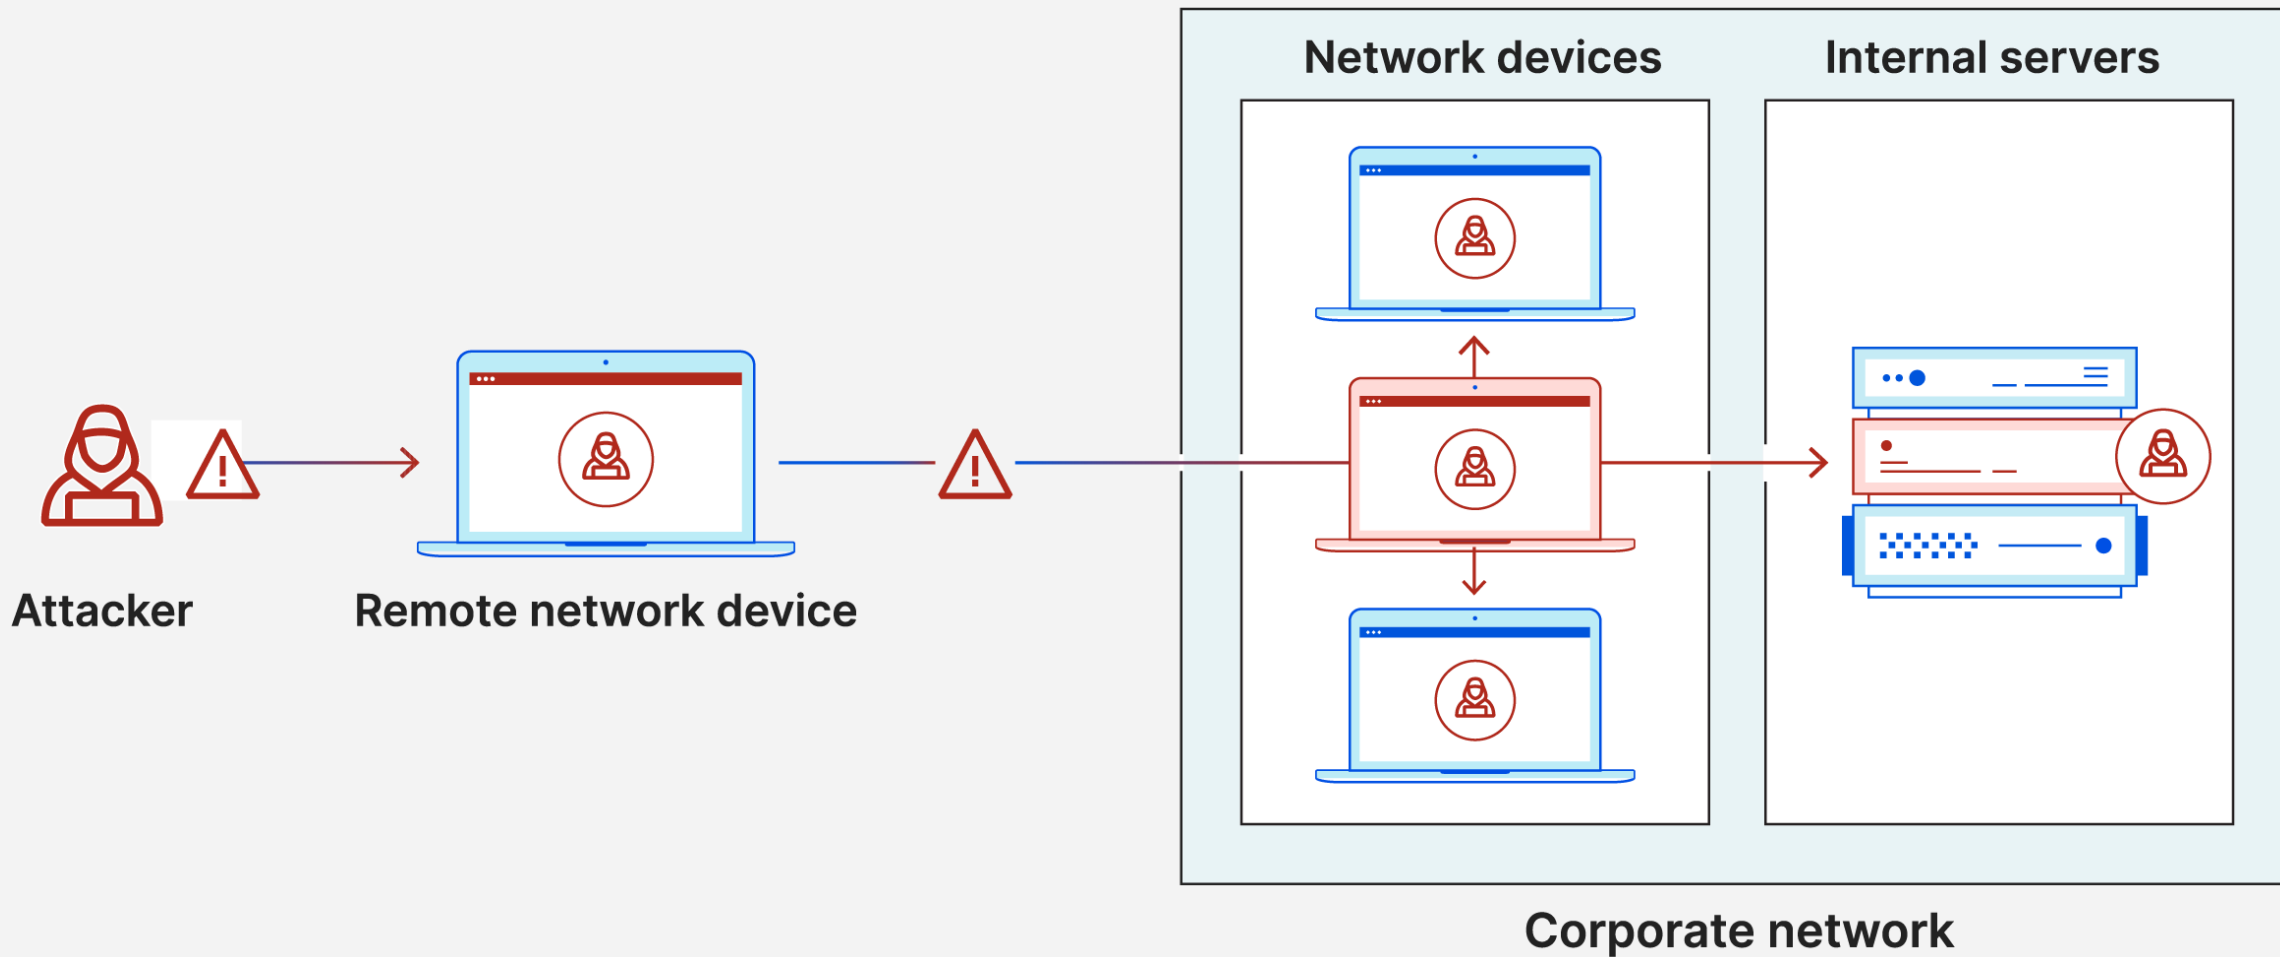 Network devices
Internal servers
Attacker
Remote network device
Corporate network